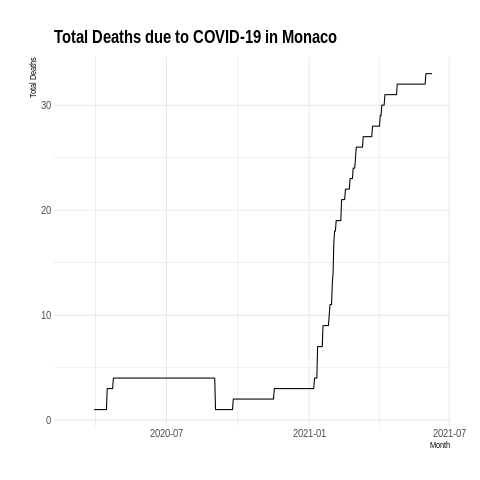 Total Deaths due to COVID-19 in Monaco
Total Deaths
30
20
10
0
2020-07
2021-01
2021-07
Month